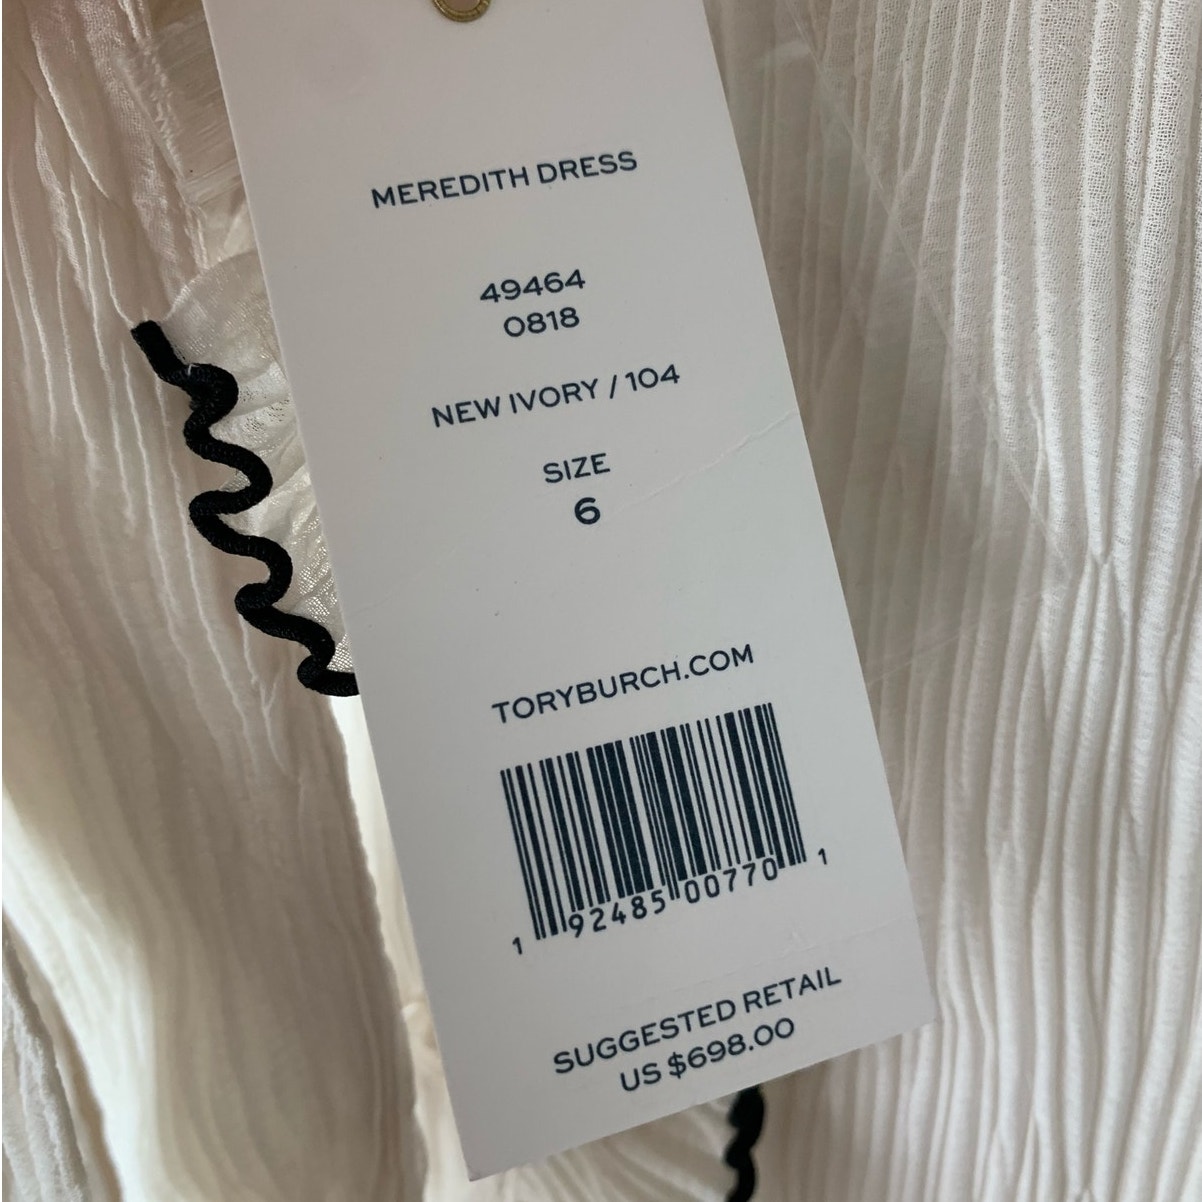 MEREDITH DRESS
49464
0818
NEW IVORY / 104
SIZE
6
TORYBURCH.COM
1 92485 00770 1
SUGGESTED RETAIL
US $698.00